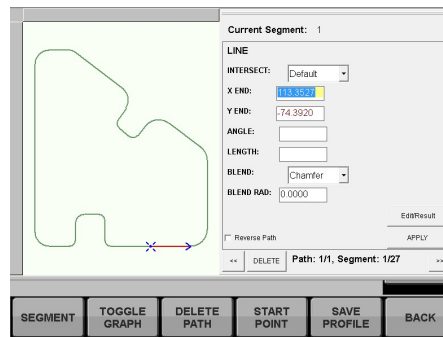 Current Segment: 1
LINE
INTERSECT: Default
X END: 113.3527
Y END: -74.3920
ANGLE:
LENGTH:
BLEND: Chamfer
BLEND RAD: 0.0000
Edit/Result
Reverse Path
APPLY
<< DELETE Path: 1/1, Segment: 1/27 >>
SEGMENT
TOGGLE GRAPH
DELETE PATH
START POINT
SAVE PROFILE
BACK